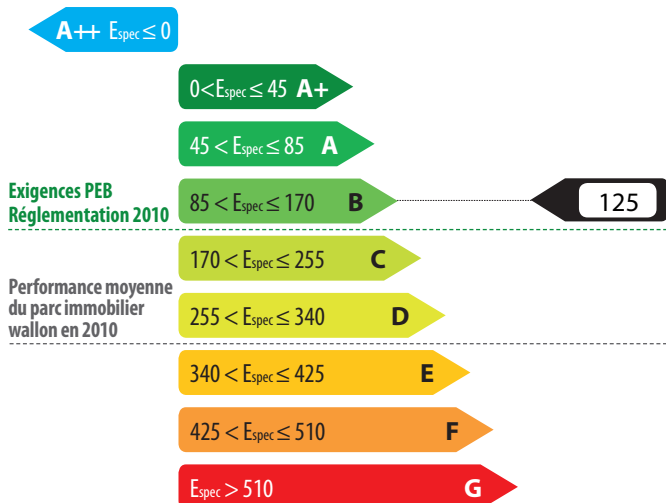 A++ Espec ≤ 0
0<Espec ≤ 45 A+
45 < Espec ≤ 85 A
Exigences PEB
Réglementation 2010
85 < Espec ≤ 170 B
125
170 < Espec ≤ 255 C
Performance moyenne
du parc immobilier
wallon en 2010
255 < Espec ≤ 340 D
340 < Espec ≤ 425 E
425 < Espec ≤ 510 F
Espec > 510 G